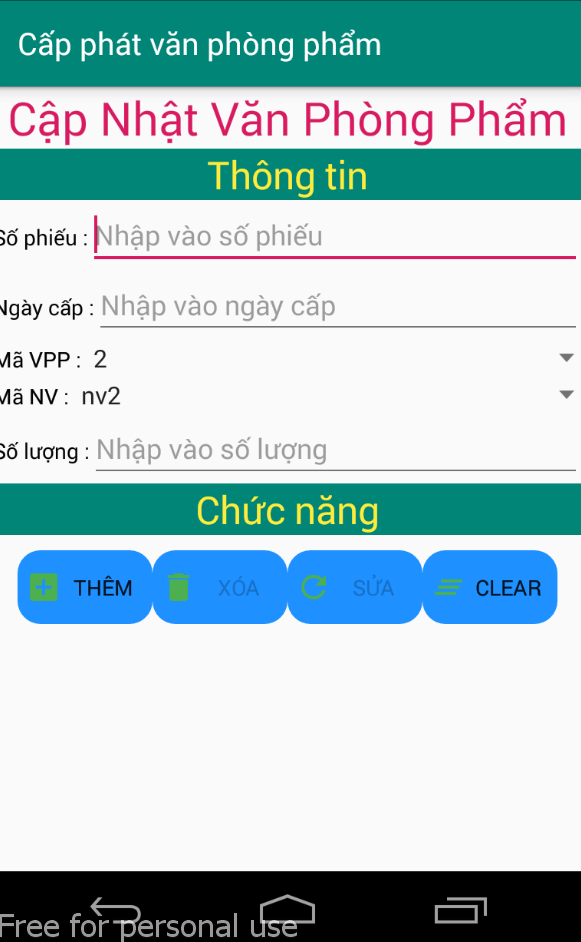 Cấp phát văn phòng phẩm
Cập Nhật Văn Phòng Phẩm
Thông tin
Số phiếu : Nhập vào số phiếu
Ngày cấp : Nhập vào ngày cấp
Mã VPP : 2
Mã NV : nv2
Số lượng : Nhập vào số lượng
Chức năng
THÊM XÓA SỬA CLEAR
Free for personal use